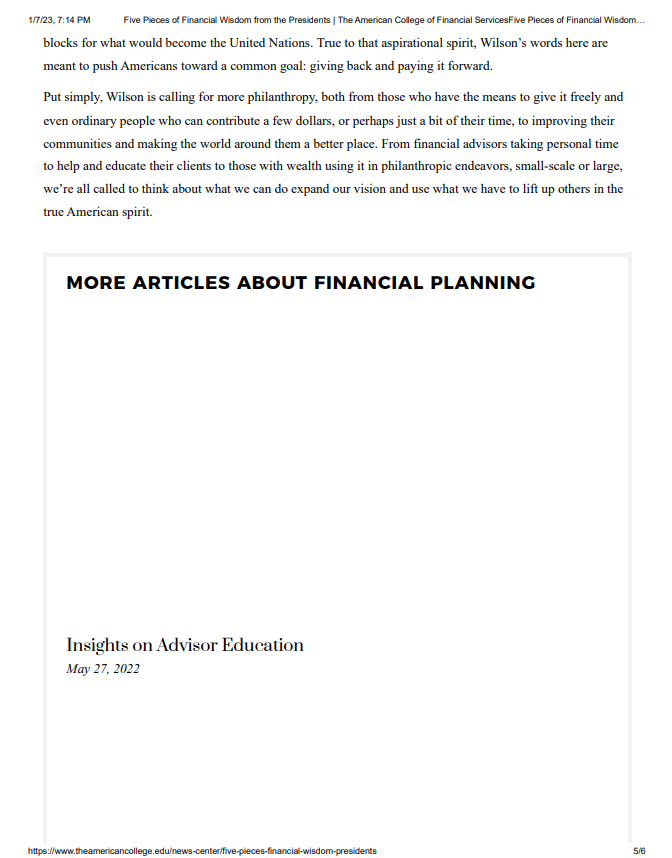 1/7/23, 7:14 PM Five Pieces of Financial Wisdom from the Presidents | The American College of Financial ServicesFive Pieces of Financial Wisdom…
blocks for what would become the United Nations. True to that aspirational spirit, Wilson’s words here are
meant to push Americans toward a common goal: giving back and paying it forward.
Put simply, Wilson is calling for more philanthropy, both from those who have the means to give it freely and
even ordinary people who can contribute a few dollars, or perhaps just a bit of their time, to improving their
communities and making the world around them a better place. From financial advisors taking personal time
to help and educate their clients to those with wealth using it in philanthropic endeavors, small-scale or large,
we’re all called to think about what we can do expand our vision and use what we have to lift up others in the
true American spirit.
MORE ARTICLES ABOUT FINANCIAL PLANNING
Insights on Advisor Education
May 27, 2022
https://www.theamericancollege.edu/news-center/five-pieces-financial-wisdom-presidents 5/6